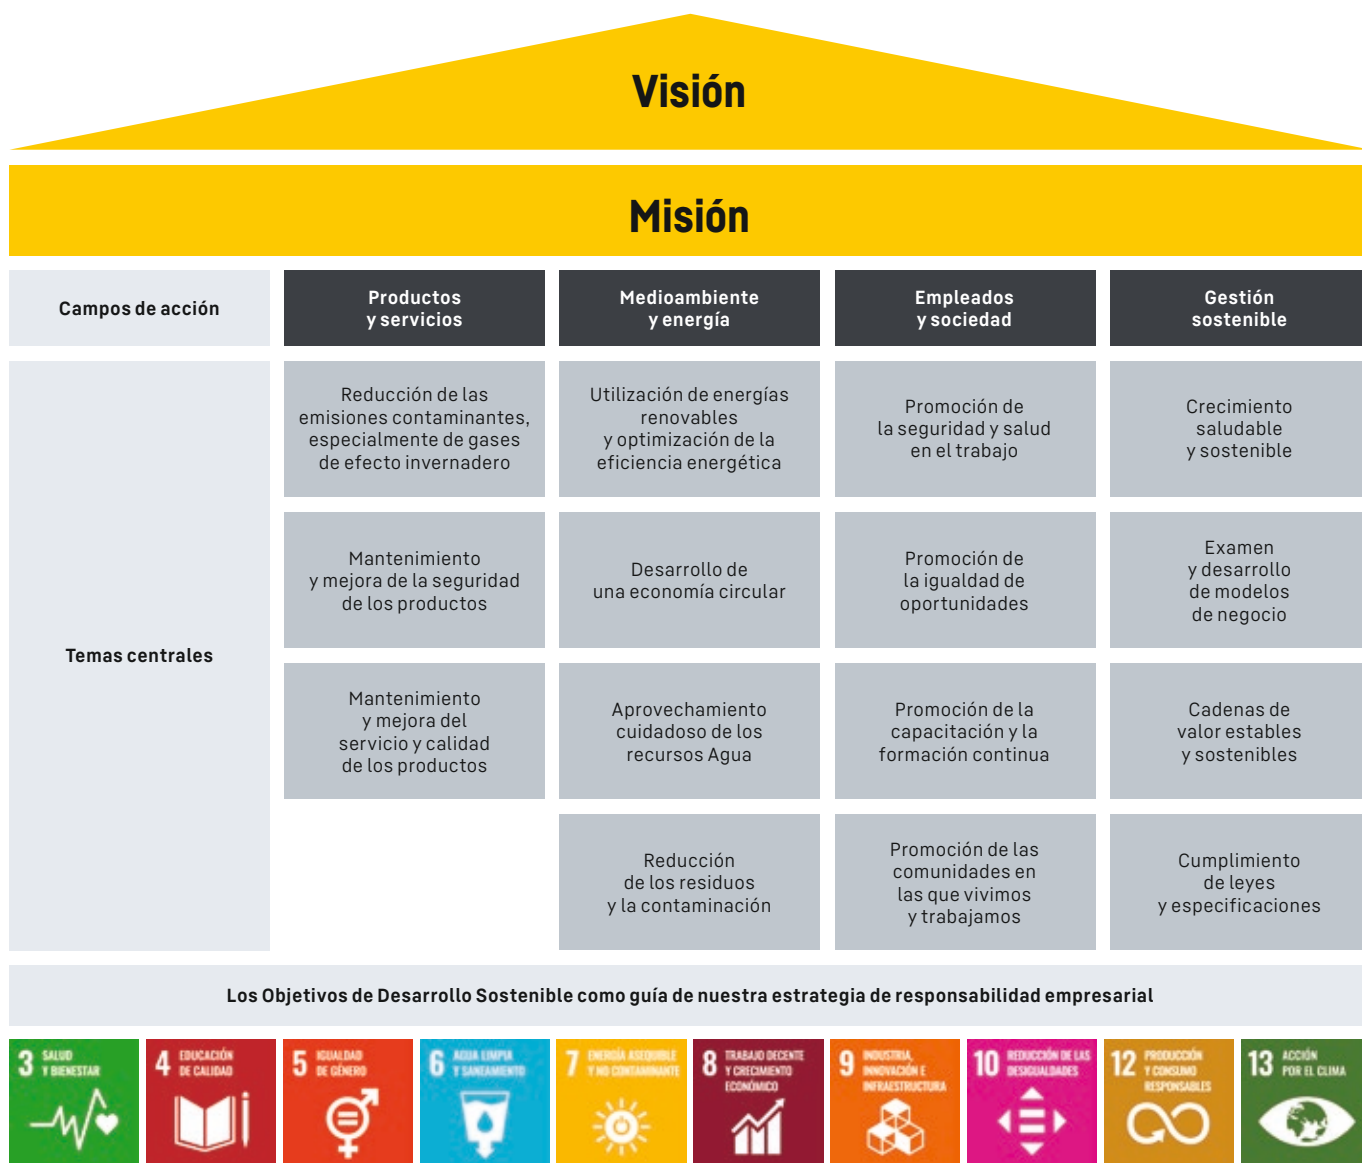 Visión
Misión
Campos de acción
Productos
y servicios
Medioambiente
y energía
Empleados
y sociedad
Gestión
sostenible
Temas centrales
Reducción de las
emisiones contaminantes,
especialmente de gases
de efecto invernadero
Utilización de energías
renovables
y optimización de la
eficiencia energética
Promoción de
la seguridad y salud
en el trabajo
Crecimiento
saludable
y sostenible
Mantenimiento
y mejora de la seguridad
de los productos
Desarrollo de
una economía circular
Promoción de
la igualdad de
oportunidades
Examen
y desarrollo
de modelos
de negocio
Mantenimiento
y mejora del
servicio y calidad
de los productos
Aprovechamiento
cuidadoso de los
recursos Agua
Promoción de la
capacitación y la
formación continua
Cadenas de
valor estables
y sostenibles
Reducción
de los residuos
y la contaminación
Promoción de las
comunidades en
las que vivimos
y trabajamos
Cumplimiento
de leyes
y especificaciones
Los Objetivos de Desarrollo Sostenible como guía de nuestra estrategia de responsabilidad empresarial
3 SALUD
Y BIENESTAR
4 EDUCACIÓN
DE CALIDAD
5 IGUALDAD
DE GÉNERO
6 AGUA LIMPIA
Y SANEAMIENTO
7 ENERGÍA ASEQUIBLE
Y NO CONTAMINANTE
8 TRABAJO DECENTE
Y CRECIMIENTO
ECONÓMICO
9 INDUSTRIA,
INNOVACIÓN E
INFRAESTRUCTURA
10 REDUCCIÓN DE LAS
DESIGUALDADES
12 PRODUCCIÓN
Y CONSUMO
RESPONSABLES
13 ACCIÓN
POR EL CLIMA